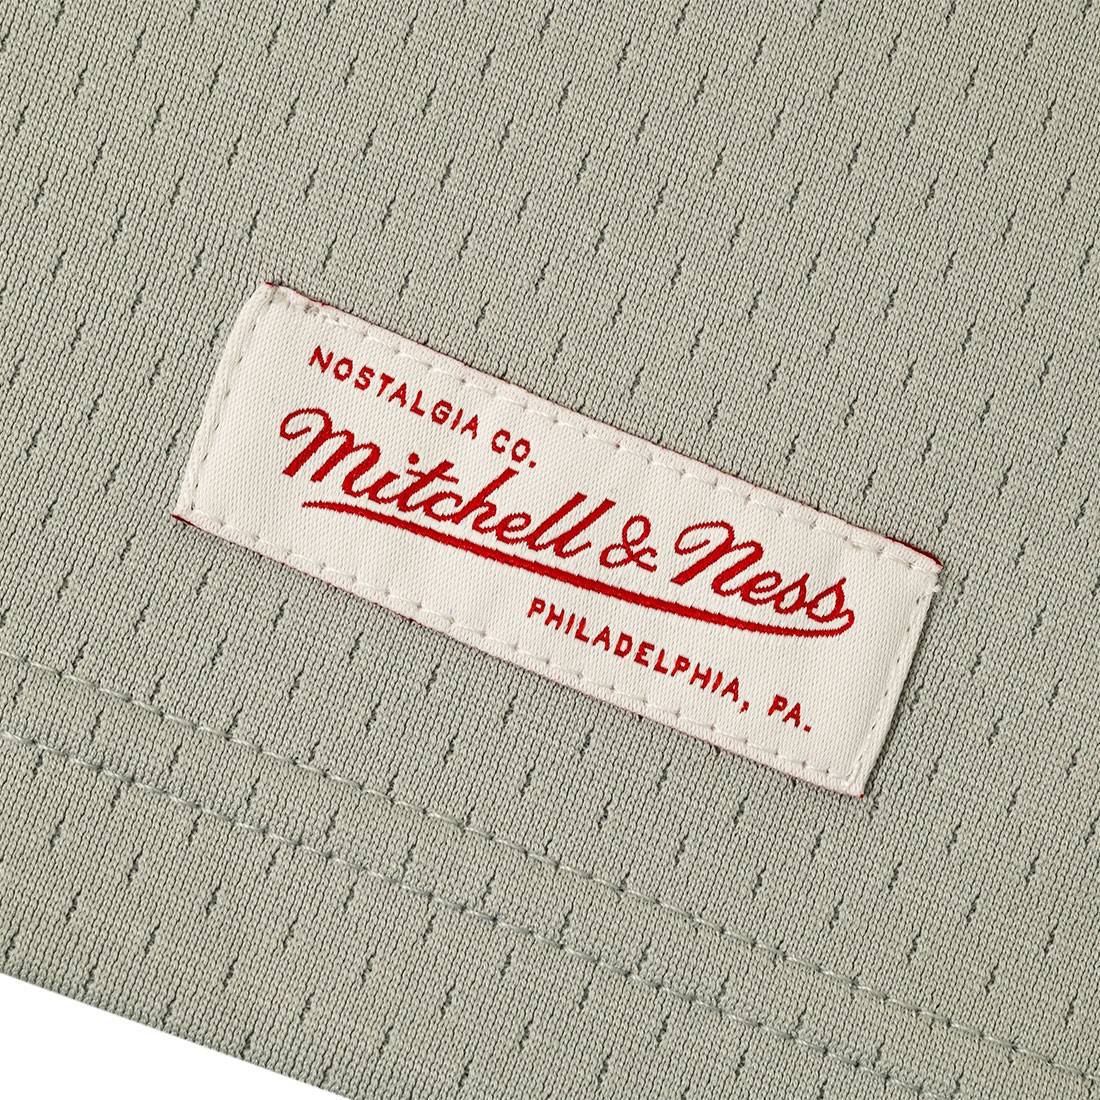 NOSTALGIA CO.
Mitchell & Ness
PHILADELPHIA, PA.